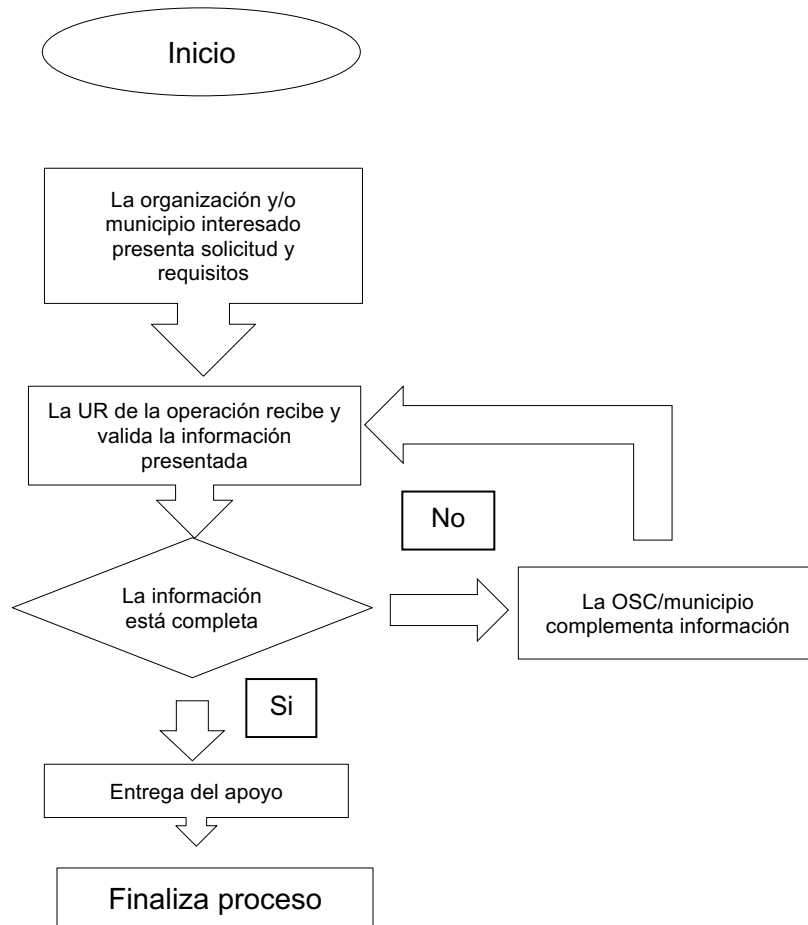 Inicio
La organización y/o
municipio interesado
presenta solicitud y
requisitos
La UR de la operación recibe y
valida la información
presentada
No
La información
está completa
La OSC/municipio
complementa información
Si
Entrega del apoyo
Finaliza proceso